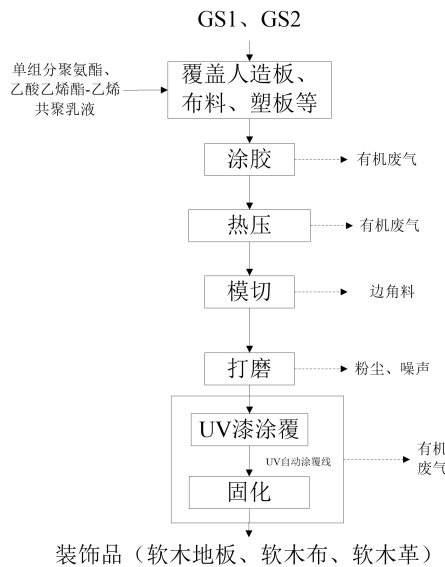 GS1、GS2
单组分聚氨酯、
乙酸乙烯酯-乙烯
共聚乳液
覆盖人造板、
布料、塑板等
涂胶
有机废气
热压
有机废气
模切
边角料
打磨
粉尘、噪声
UV漆涂覆
UV自动涂覆线
有机
废气
固化
装饰品（软木地板、软木布、软木革）